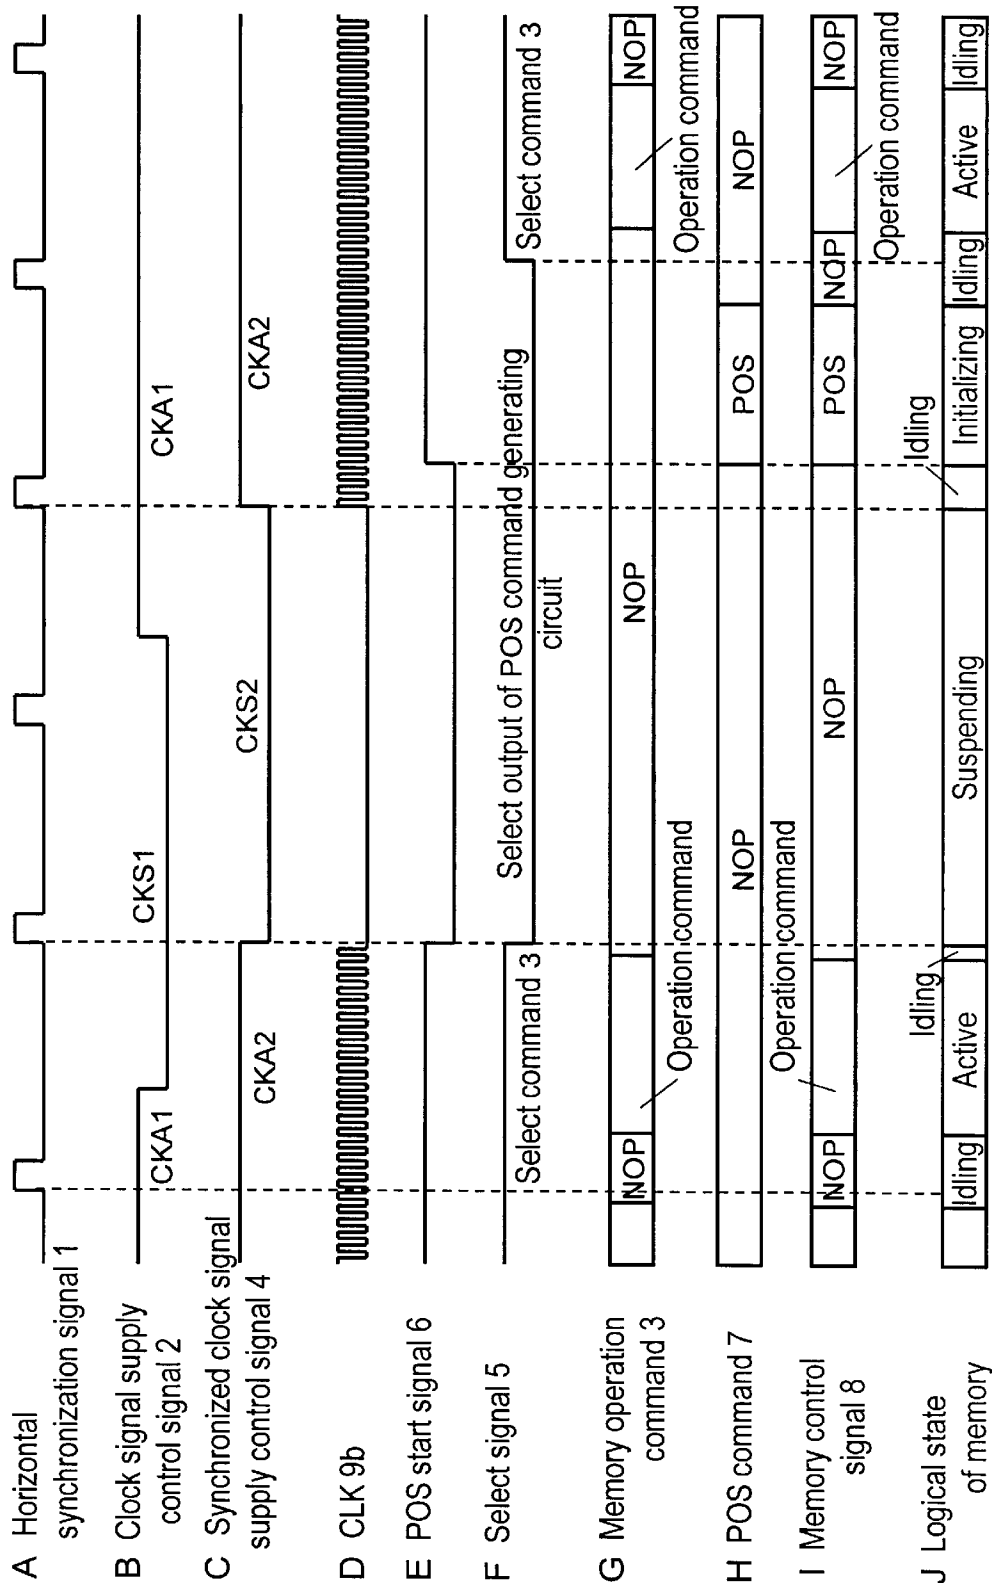 A Horizontal
synchronization signal 1
B Clock signal supply
control signal 2
CKA1
CKS1
CKA1
C Synchronized clock signal
supply control signal 4
CKA2
CKS2
CKA2
D CLK 9b
E POS start signal 6
F Select signal 5
Select command 3
Select output of POS command generating
circuit
Select command 3
G Memory operation
command 3
NOP
Operation command
NOP
Operation command
NOP
H POS command 7
NOP
POS
NOP
I Memory control
signal 8
NOP
Operation command
NOP
POS
NOP
Operation command
NOP
J Logical state
of memory
Idling
Active
Idling
Suspending
Idling
Initializing
Idling
Active
Idling